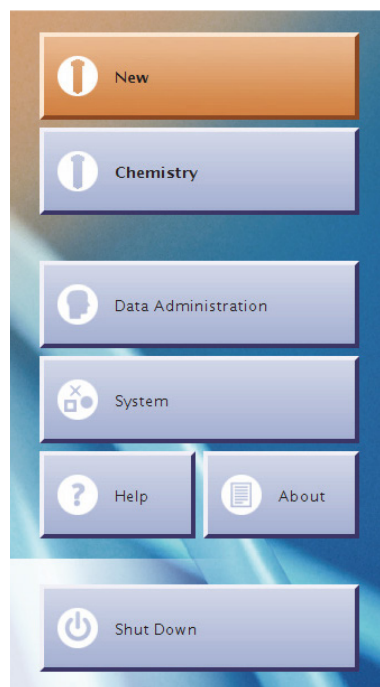 New
Chemistry
Data Administration
System
Help
About
Shut Down